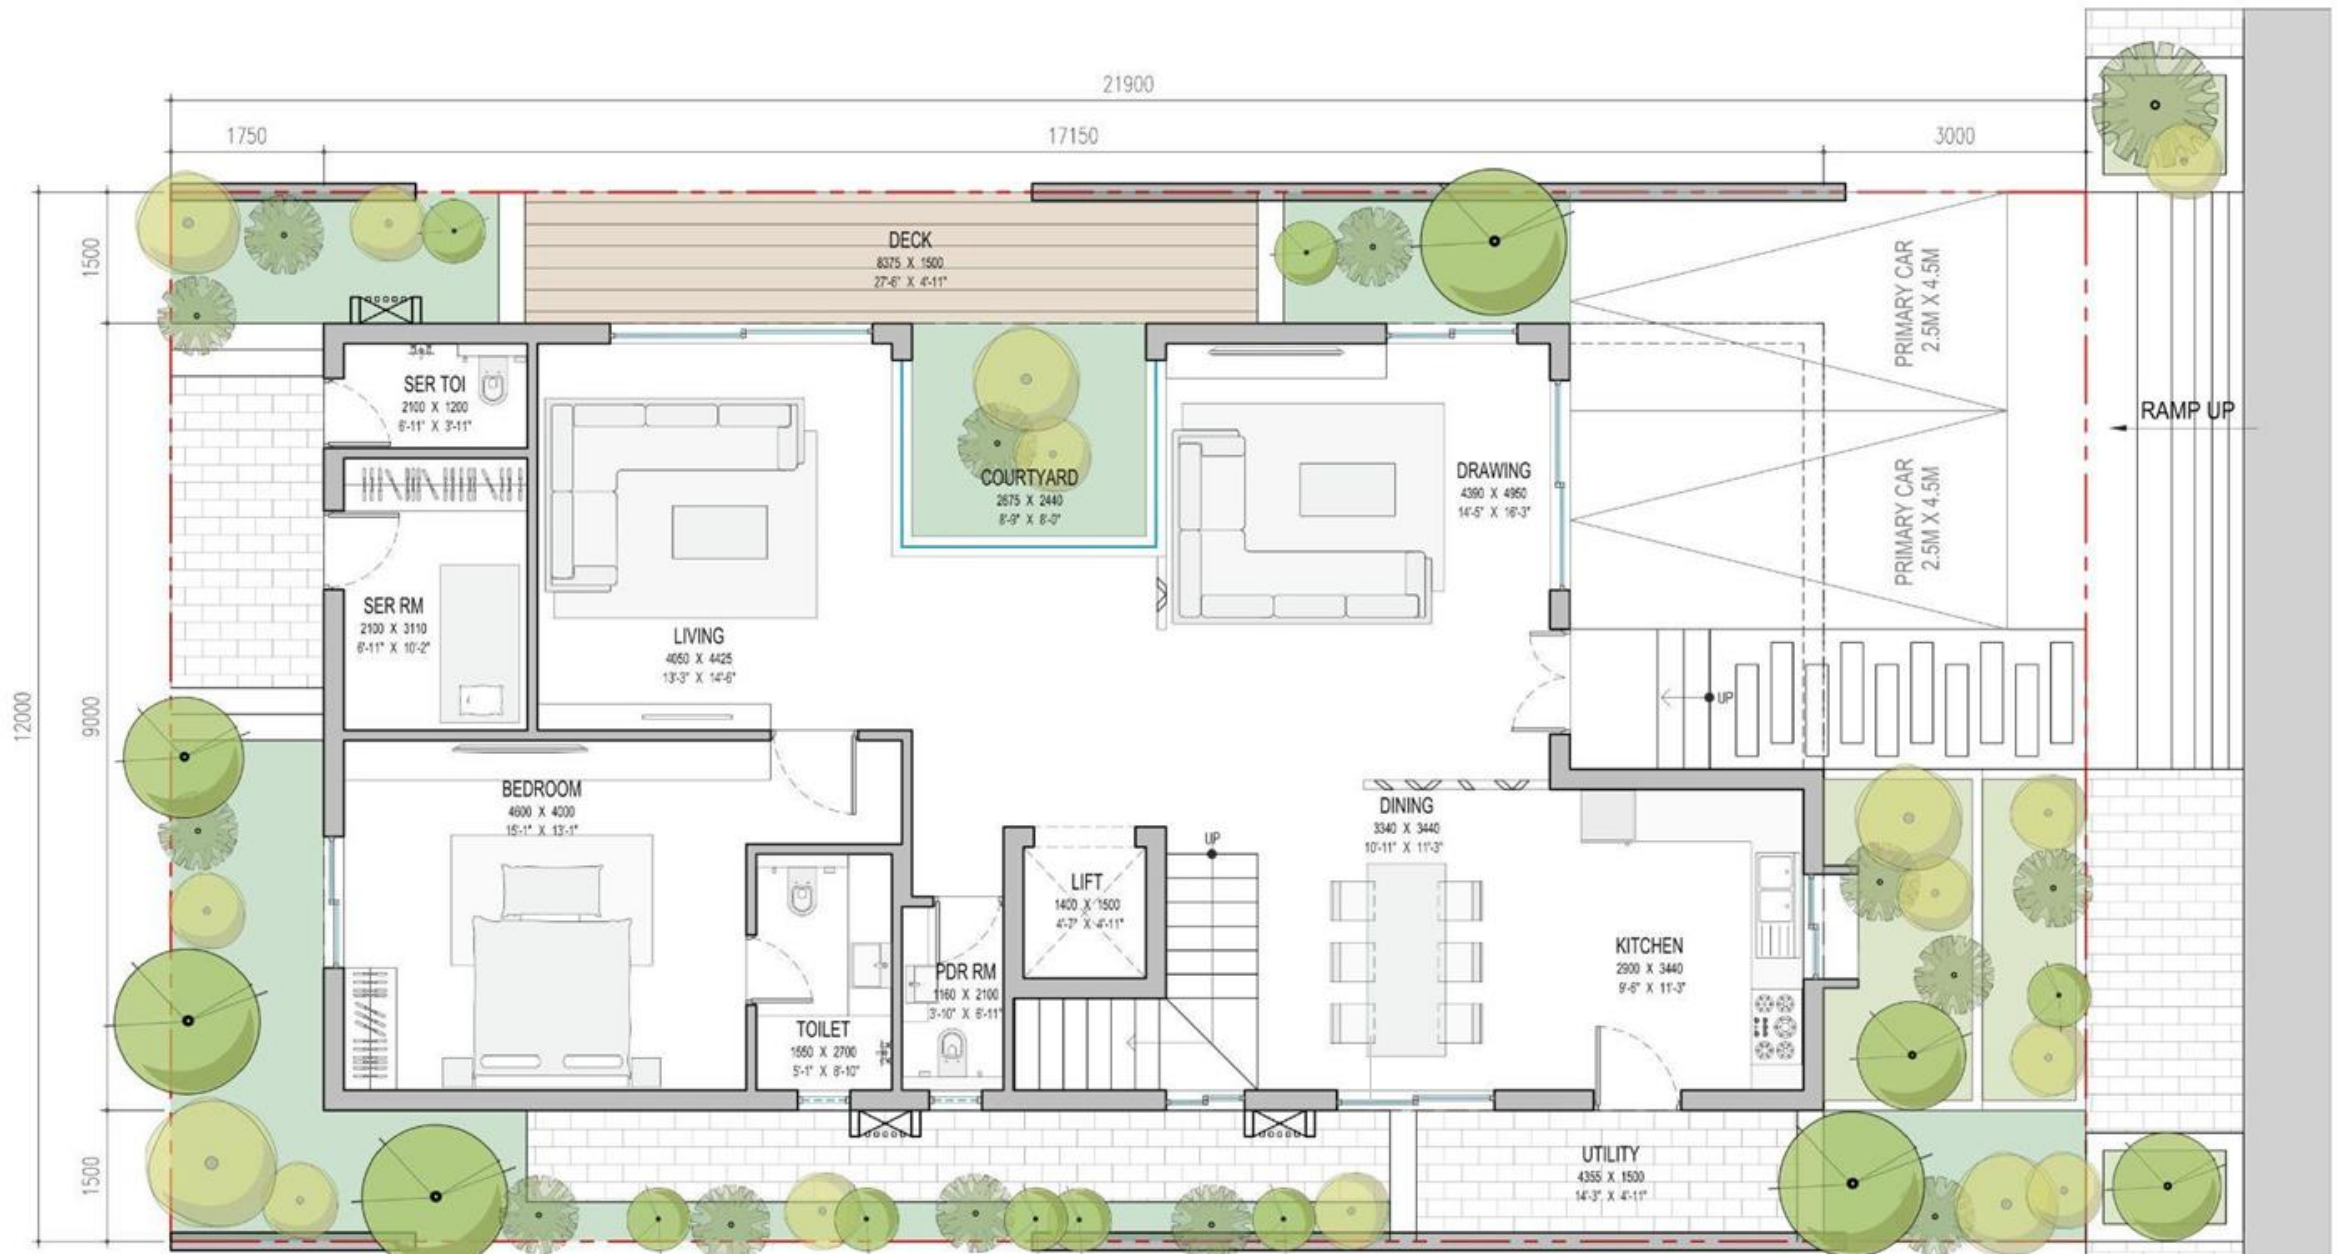 21900
1750
17150
3000
1500
9000
12000
1500
DECK
8375 X 1500
27'-6" X 4'-11"
PRIMARY CAR
2.5M X 4.5M
SER TOI
2100 X 1200
6'-11" X 3'-11"
COURTYARD
2675 X 2440
8'-9" X 8'-0"
DRAWING
4390 X 4950
14'-5" X 16'-3"
RAMP UP
PRIMARY CAR
2.5M X 4.5M
SER RM
2100 X 3110
6'-11" X 10'-2"
LIVING
4050 X 4425
13'-3" X 14'-6"
UP
BEDROOM
4600 X 4000
15'-1" X 13'-1"
DINING
3340 X 3440
10'-11" X 11'-3"
UP
LIFT
1400 X 1500
4'-7" X 4'-11"
KITCHEN
2900 X 3440
9'-6" X 11'-3"
PDR RM
1160 X 2100
3'-10" X 6'-11"
TOILET
1550 X 2700
5'-1" X 8'-10"
UTILITY
4355 X 1500
14'-3" X 4'-11"